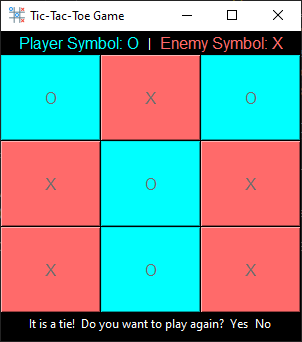 Tic-Tac-Toe Game
Player Symbol: O | Enemy Symbol: X
O X O
X O X
X O X
It is a tie! Do you want to play again? Yes No